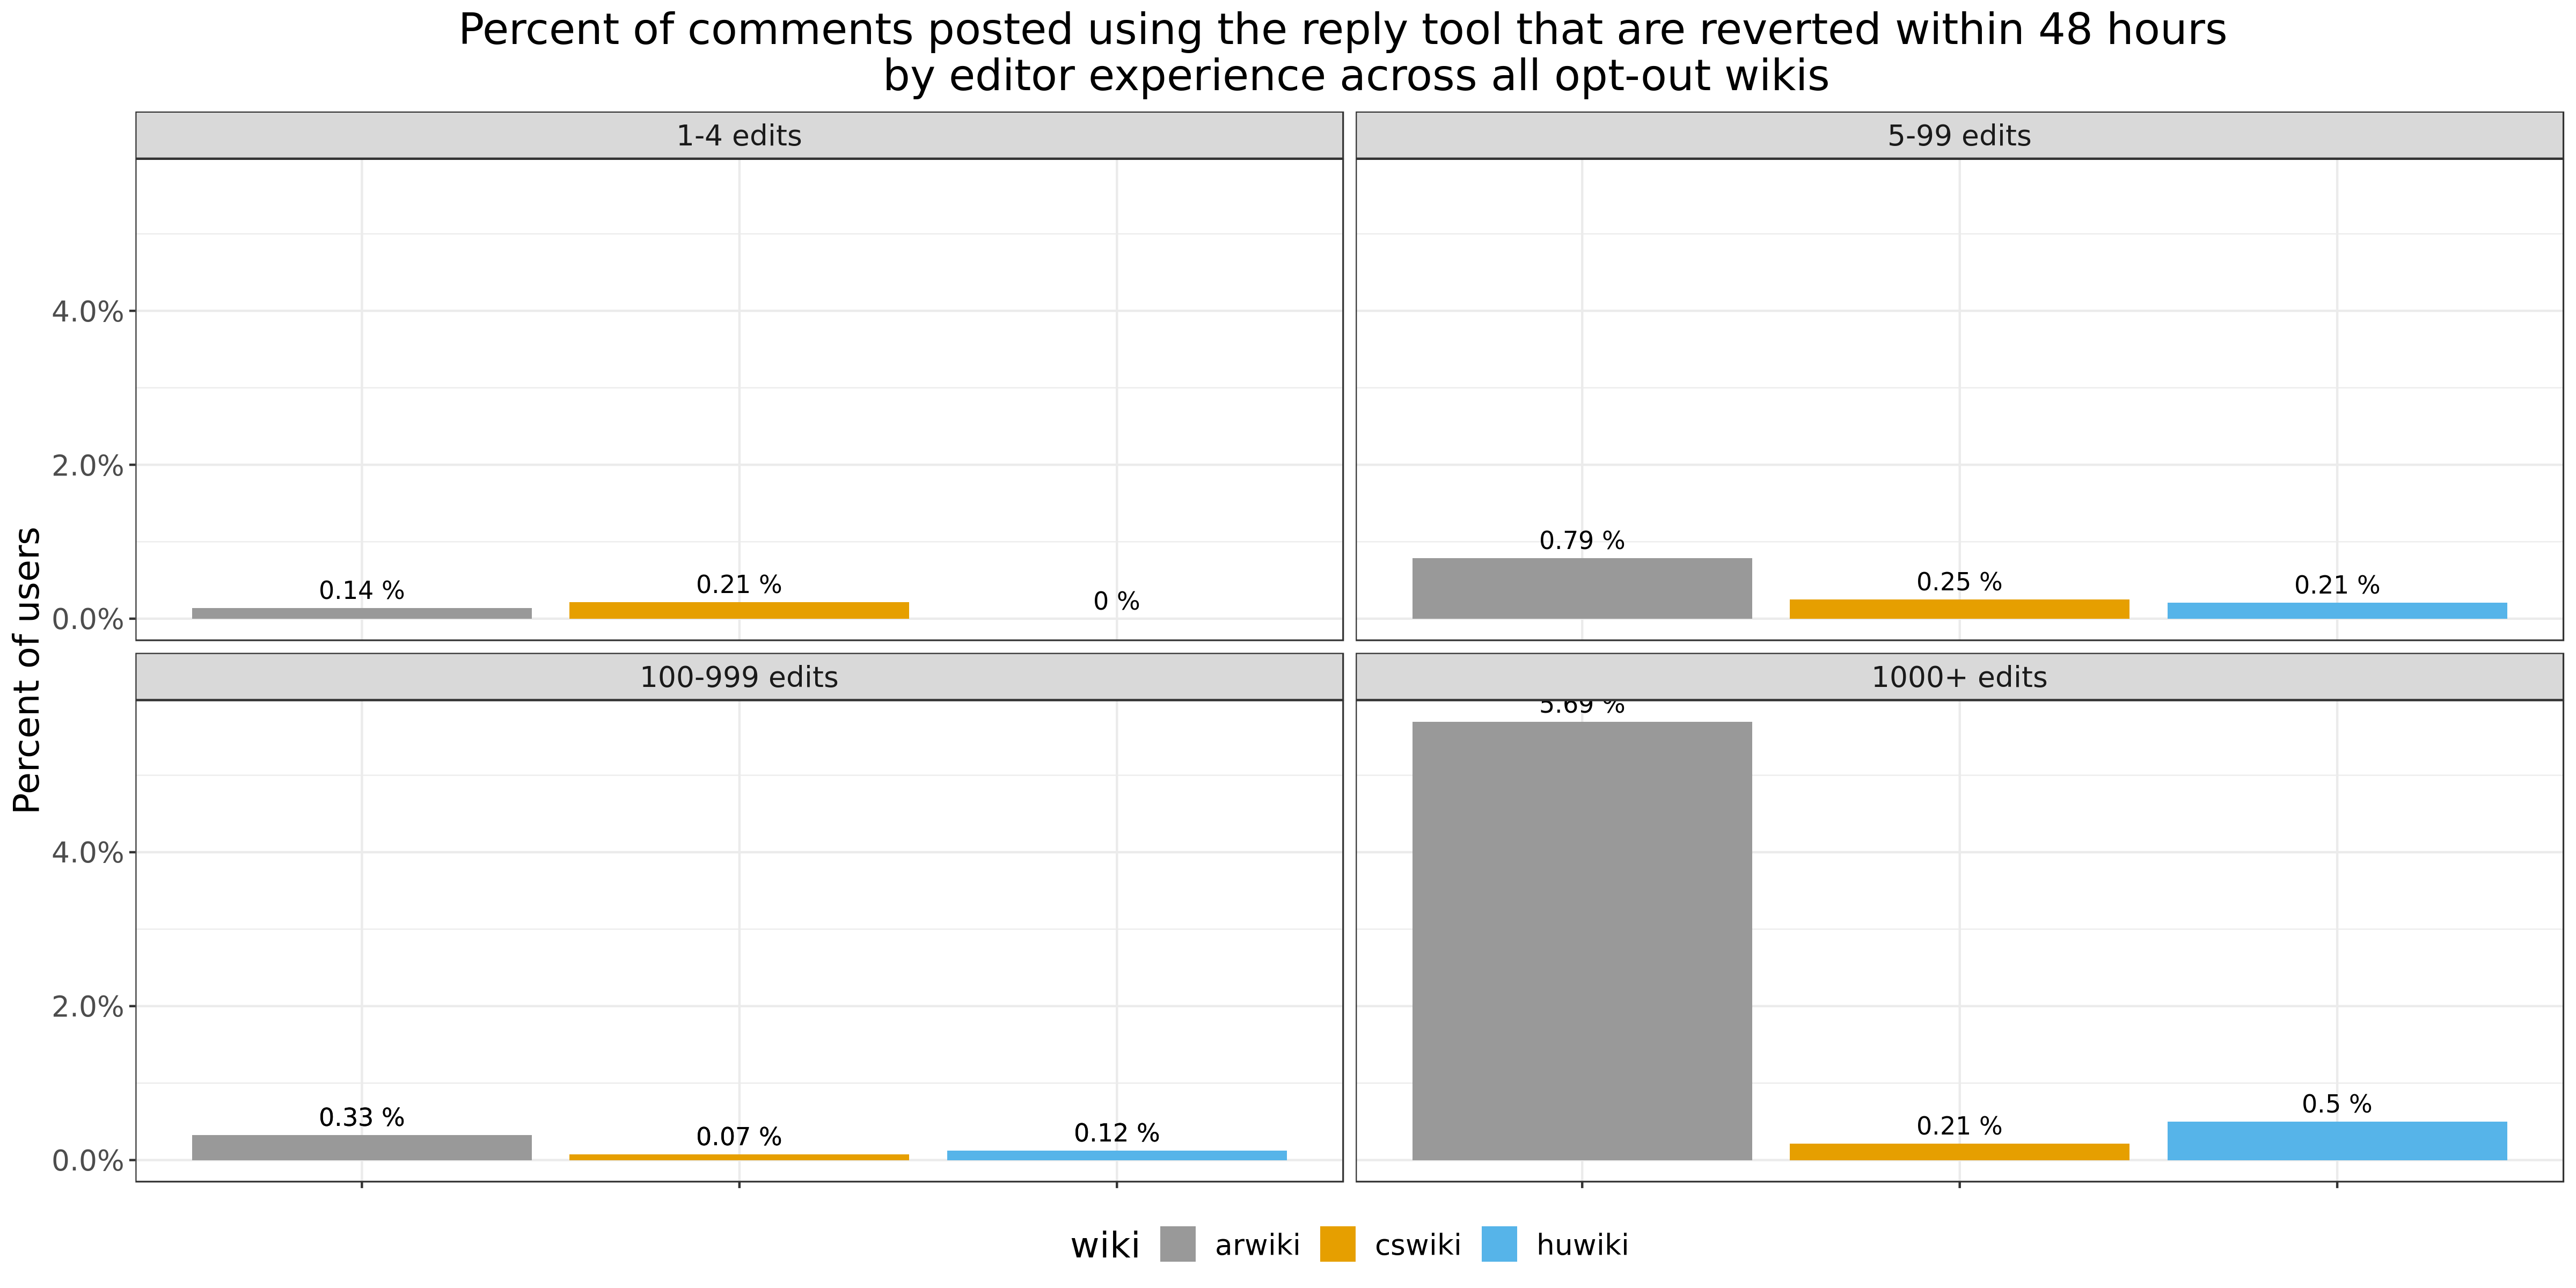 Percent of comments posted using the reply tool that are reverted within 48 hours
by editor experience across all opt-out wikis
1-4 edits
5-99 edits
Percent of users
4.0%
2.0%
0.0%
0.14 %
0.21 %
0 %
0.79 %
0.25 %
0.21 %
100-999 edits
1000+ edits
4.0%
2.0%
0.0%
0.33 %
0.07 %
0.12 %
5.69 %
0.21 %
0.5 %
wiki arwiki cswiki huwiki